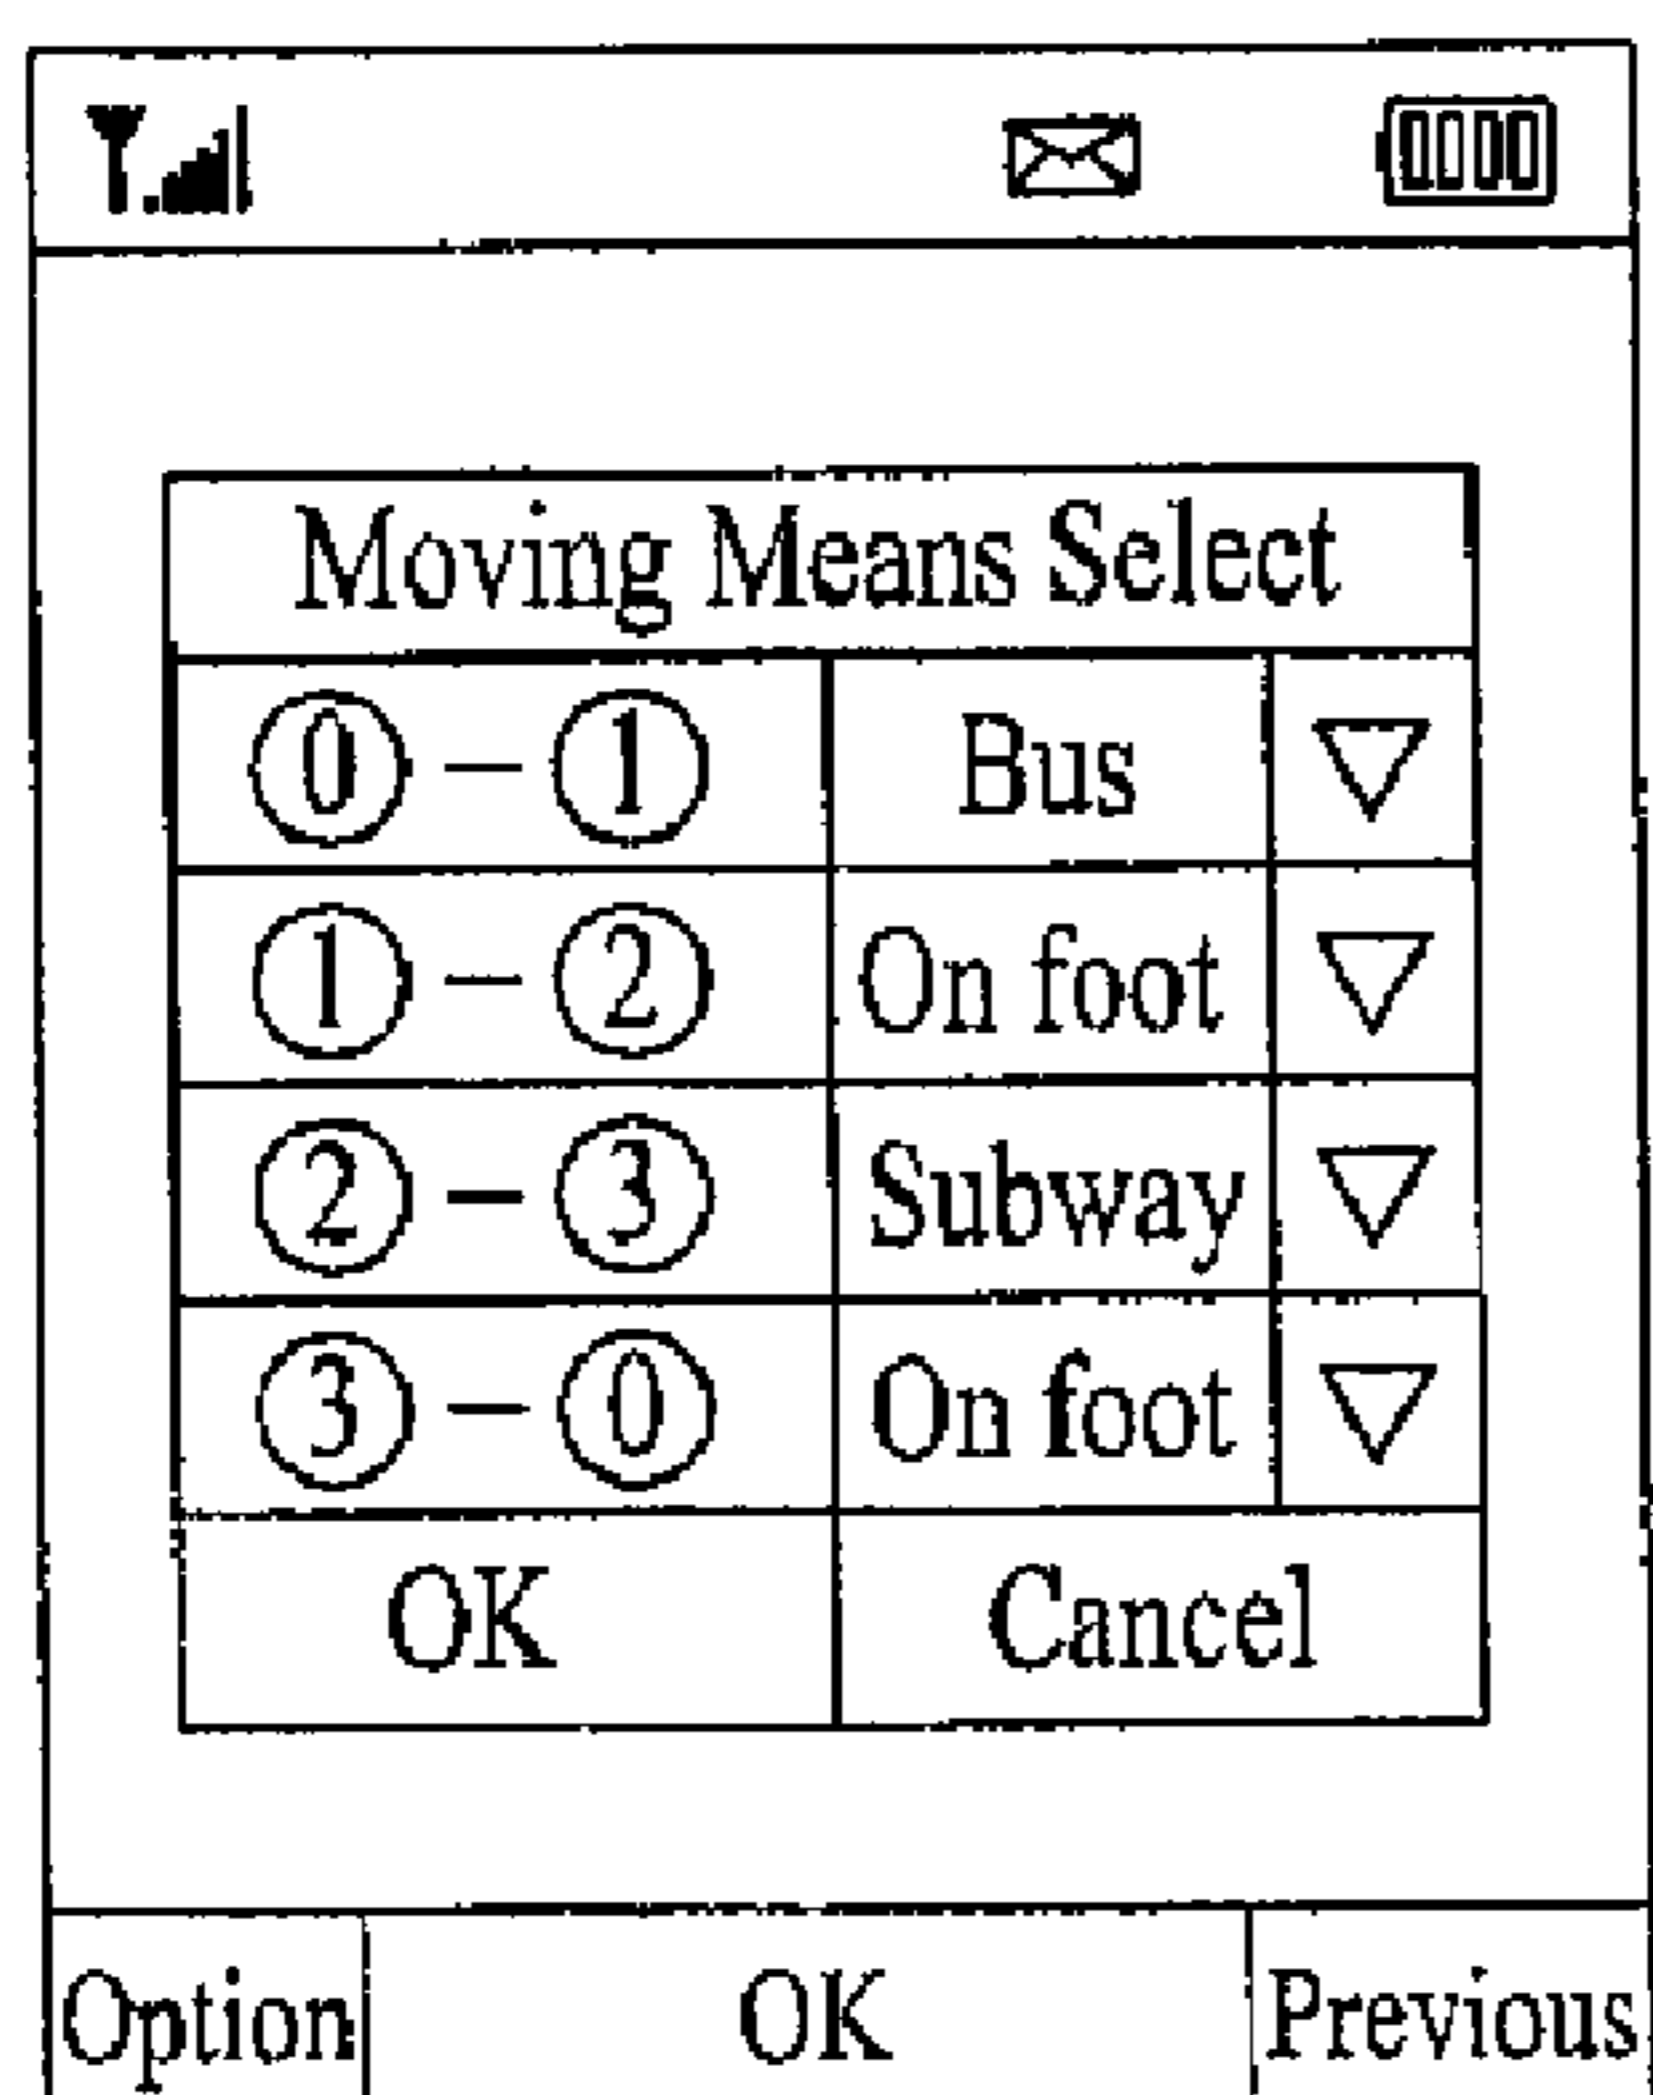 Moving Means Select
⓪ – ① Bus ▽
① – ② On foot ▽
② – ③ Subway ▽
③ – ⓪ On foot ▽
OK Cancel
Option OK Previous